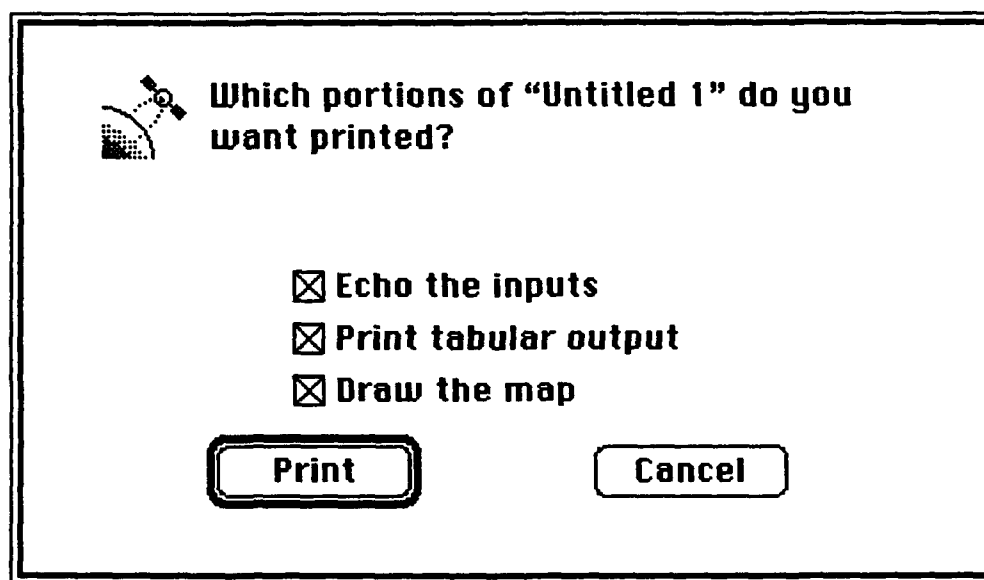 Which portions of “Untitled 1” do you
want printed?
Echo the inputs
Print tabular output
Draw the map
Print
Cancel